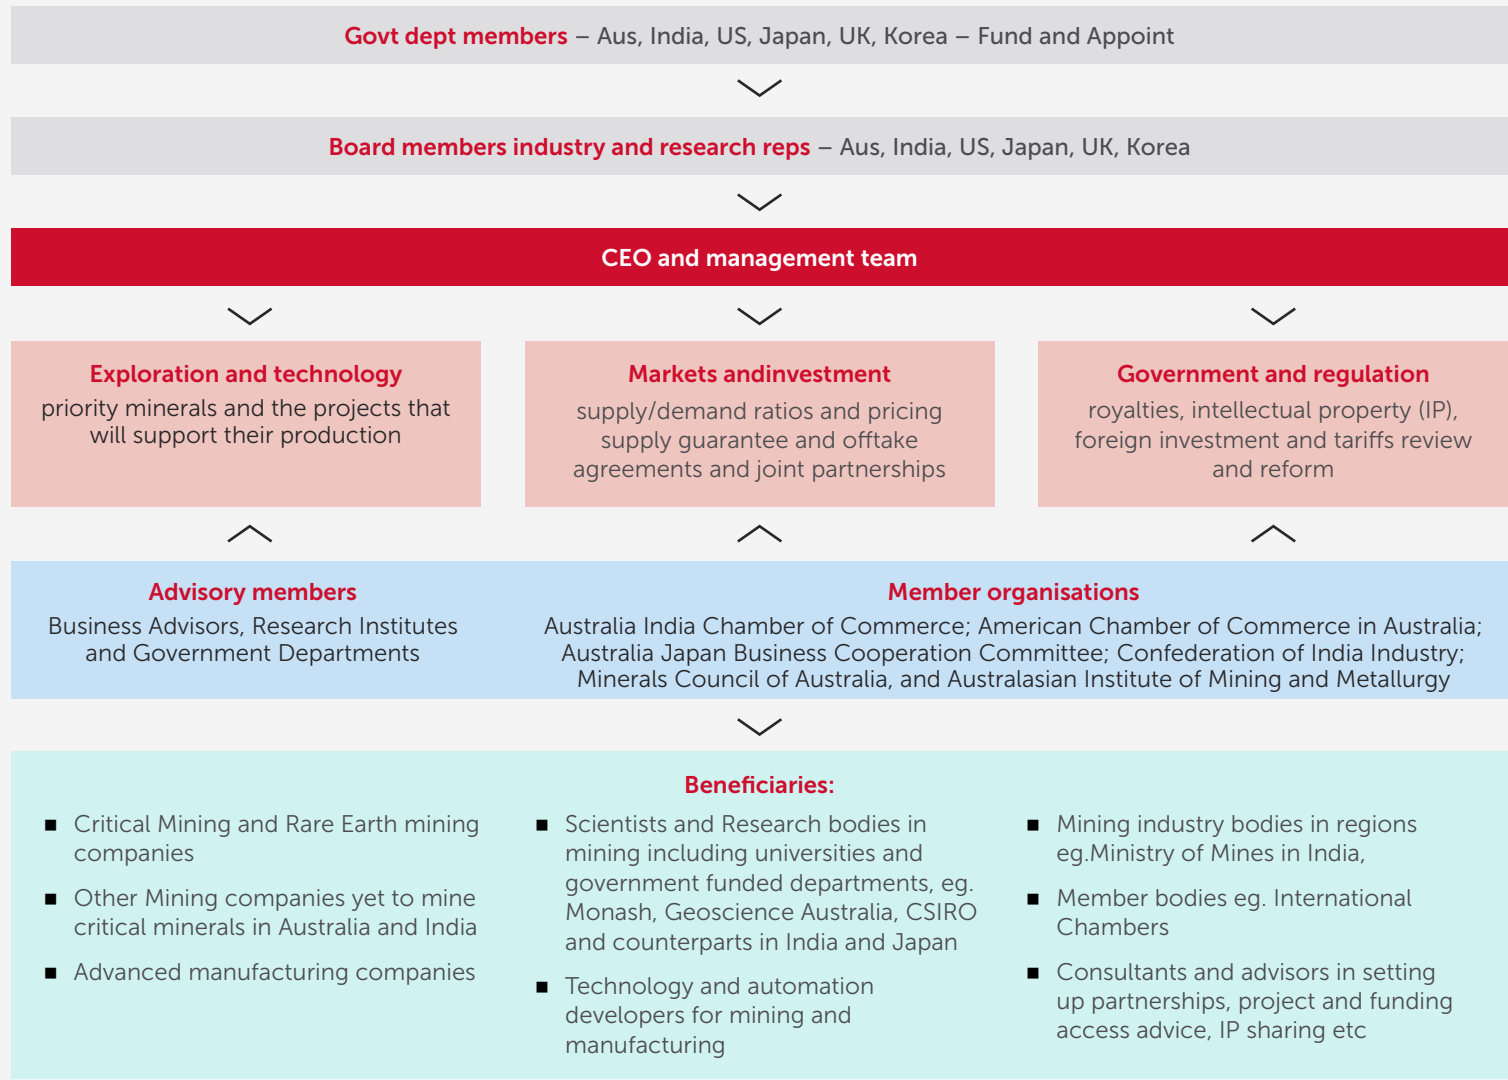 Govt dept members – Aus, India, US, Japan, UK, Korea – Fund and Appoint
Board members industry and research reps – Aus, India, US, Japan, UK, Korea
CEO and management team
Exploration and technology
priority minerals and the projects that
will support their production
Markets andinvestment
supply/demand ratios and pricing
supply guarantee and offtake
agreements and joint partnerships
Government and regulation
royalties, intellectual property (IP),
foreign investment and tariffs review
and reform
Advisory members
Business Advisors, Research Institutes
and Government Departments
Member organisations
Australia India Chamber of Commerce; American Chamber of Commerce in Australia;
Australia Japan Business Cooperation Committee; Confederation of India Industry;
Minerals Council of Australia, and Australasian Institute of Mining and Metallurgy
Beneficiaries:
■ Critical Mining and Rare Earth mining
companies
■ Other Mining companies yet to mine
critical minerals in Australia and India
■ Advanced manufacturing companies
■ Scientists and Research bodies in
mining including universities and
government funded departments, eg.
Monash, Geoscience Australia, CSIRO
and counterparts in India and Japan
■ Technology and automation
developers for mining and
manufacturing
■ Mining industry bodies in regions
eg.Ministry of Mines in India,
■ Member bodies eg. International
Chambers
■ Consultants and advisors in setting
up partnerships, project and funding
access advice, IP sharing etc